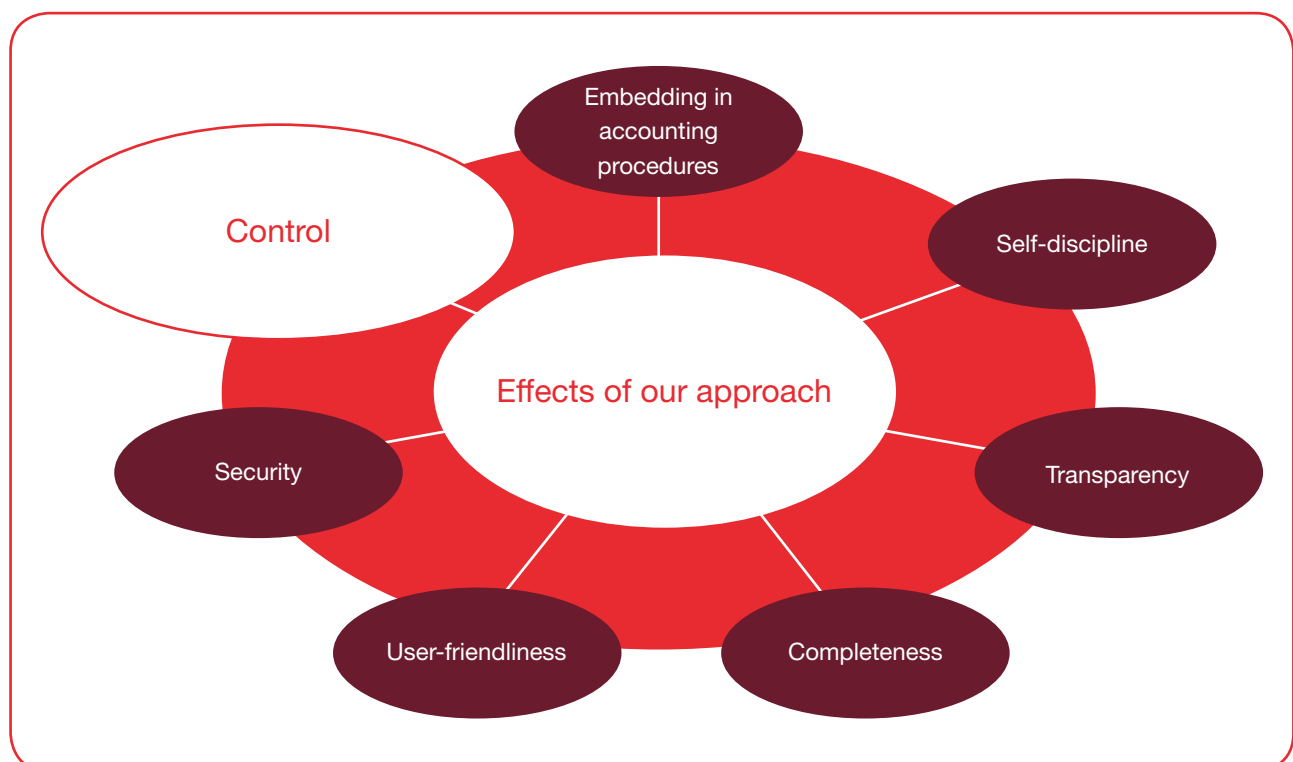 Embedding in
accounting
procedures
Control
Self-discipline
Effects of our approach
Security
Transparency
User-friendliness
Completeness